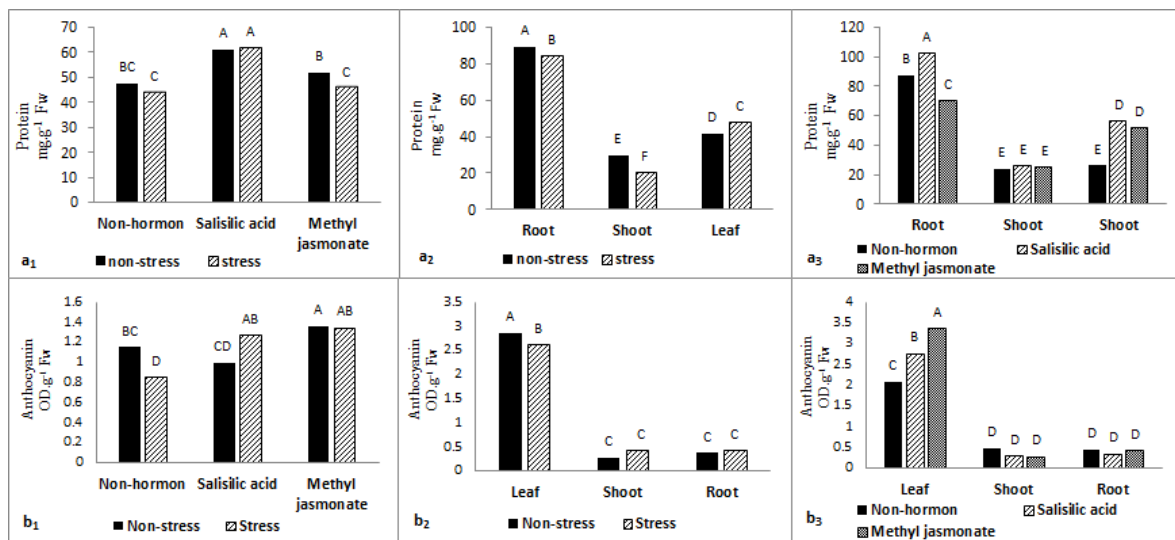 70
60
50
40
30
20
10
0
Protein
mg.g⁻¹ Fw
BC C A A B C
Non-hormon Salisilic acid Methyl
jasmonate
a₁ non-stress stress
100
80
60
40
20
0
Protein
mg.g⁻¹Fw
A B E F D C
Root Shoot Leaf
a₂ non-stress stress
120
100
80
60
40
20
0
Protein
mg.g⁻¹ Fw
B A C E E E E D D
Root Shoot Shoot
Non-hormon Salisilic acid
a₃ Methyl jasmonate
1.6
1.4
1.2
1
0.8
0.6
0.4
0.2
0
Anthocyanin
OD.g⁻¹ Fw
BC D CD AB A AB
Non-hormon Salisilic acid Methyl
jasmonate
b₁ Non-stress Stress
3.5
3
2.5
2
1.5
1
0.5
0
Anthocyanin
OD.g⁻¹ Fw
A B C C C C
Leaf Shoot Root
b₂ Non-stress Stress
4
3.5
3
2.5
2
1.5
1
0.5
0
Anthocyanin
OD.g⁻¹ Fw
C B A D D D D D D
Leaf Shoot Root
Non-hormon Salisilic acid
b₃ Methyl jasmonate